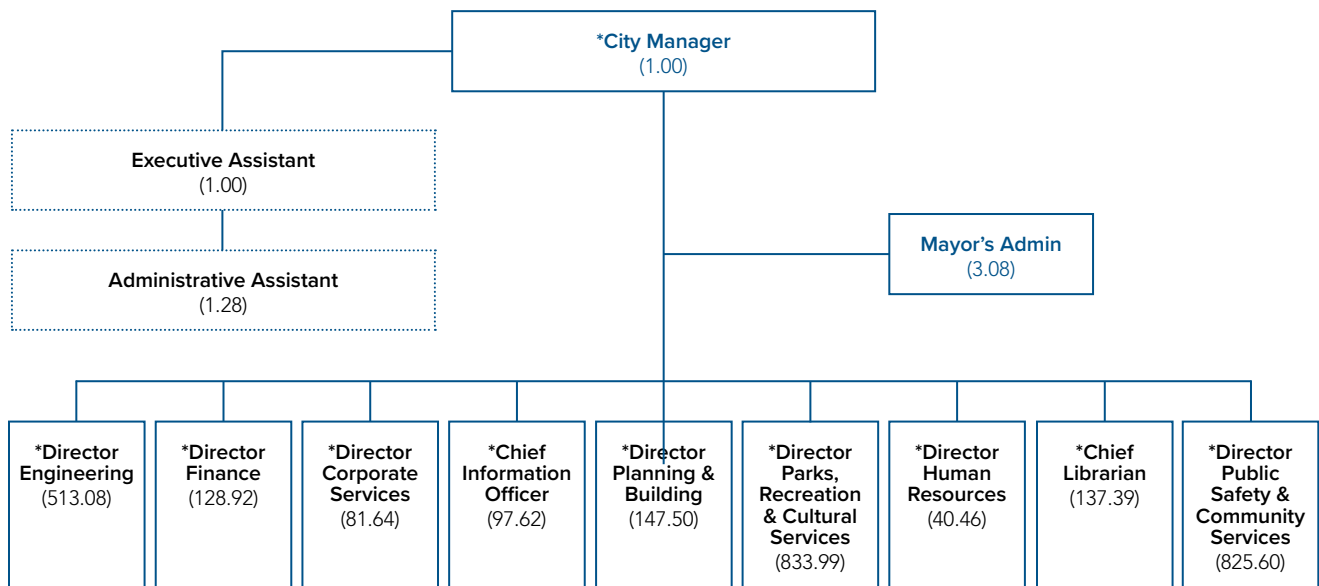 *City Manager
(1.00)
Executive Assistant
(1.00)
Administrative Assistant
(1.28)
Mayor’s Admin
(3.08)
*Director
Engineering
(513.08)
*Director
Finance
(128.92)
*Director
Corporate
Services
(81.64)
*Chief
Information
Officer
(97.62)
*Director
Planning &
Building
(147.50)
*Director
Parks,
Recreation
& Cultural
Services
(833.99)
*Director
Human
Resources
(40.46)
*Chief
Librarian
(137.39)
*Director
Public
Safety &
Community
Services
(825.60)